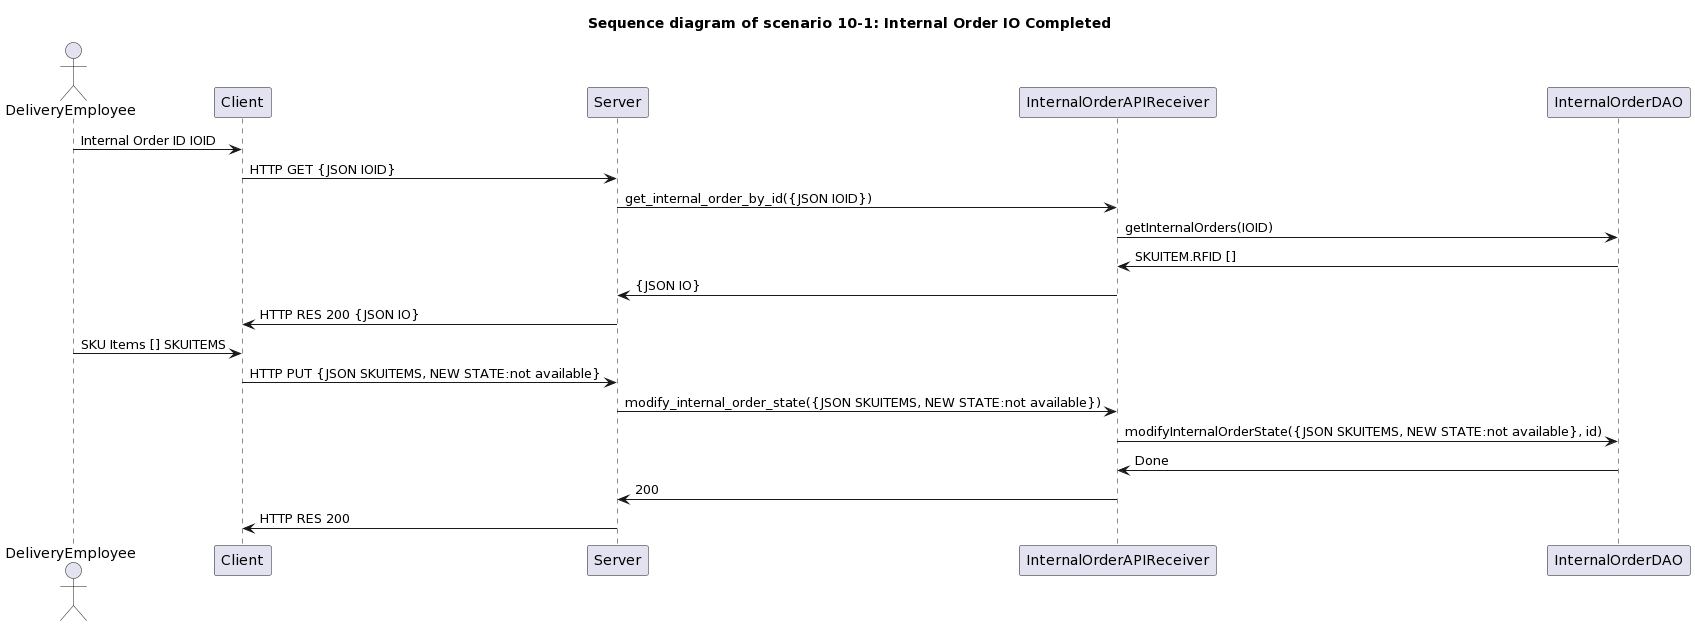 Sequence diagram of scenario 10-1: Internal Order IO Completed
DeliveryEmployee
Client
Server
InternalOrderAPIReceiver
InternalOrderDAO
Internal Order ID IOID
HTTP GET {JSON IOID}
get_internal_order_by_id({JSON IOID})
getInternalOrders(IOID)
SKUITEM.RFID []
{JSON IO}
HTTP RES 200 {JSON IO}
SKU Items [] SKUITEMS
HTTP PUT {JSON SKUITEMS, NEW STATE:not available}
modify_internal_order_state({JSON SKUITEMS, NEW STATE:not available})
modifyInternalOrderState({JSON SKUITEMS, NEW STATE:not available}, id)
Done
200
HTTP RES 200
DeliveryEmployee
Client
Server
InternalOrderAPIReceiver
InternalOrderDAO